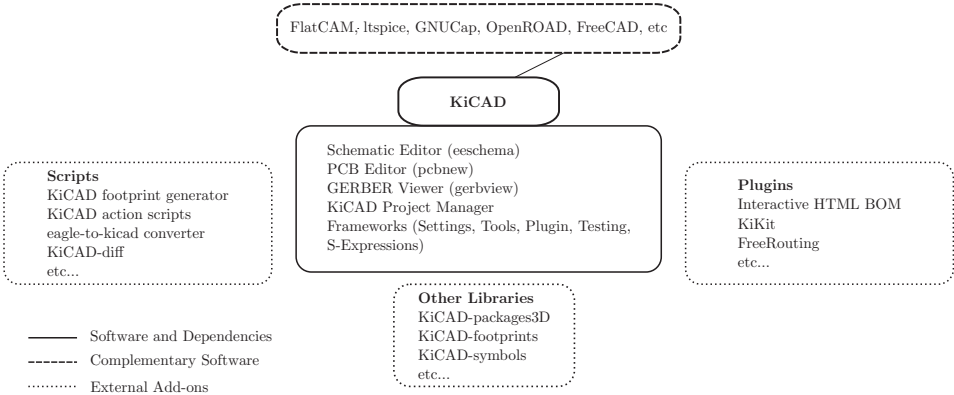 FlatCAM, ltspice, GNUCap, OpenROAD, FreeCAD, etc
KiCAD
Schematic Editor (eeschema)
PCB Editor (pcbnew)
GERBER Viewer (gerbview)
KiCAD Project Manager
Frameworks (Settings, Tools, Plugin, Testing,
S-Expressions)
Scripts
KiCAD footprint generator
KiCAD action scripts
eagle-to-kicad converter
KiCAD-diff
etc...
Plugins
Interactive HTML BOM
KiKit
FreeRouting
etc...
Other Libraries
KiCAD-packages3D
KiCAD-footprints
KiCAD-symbols
etc...
Software and Dependencies
Complementary Software
External Add-ons